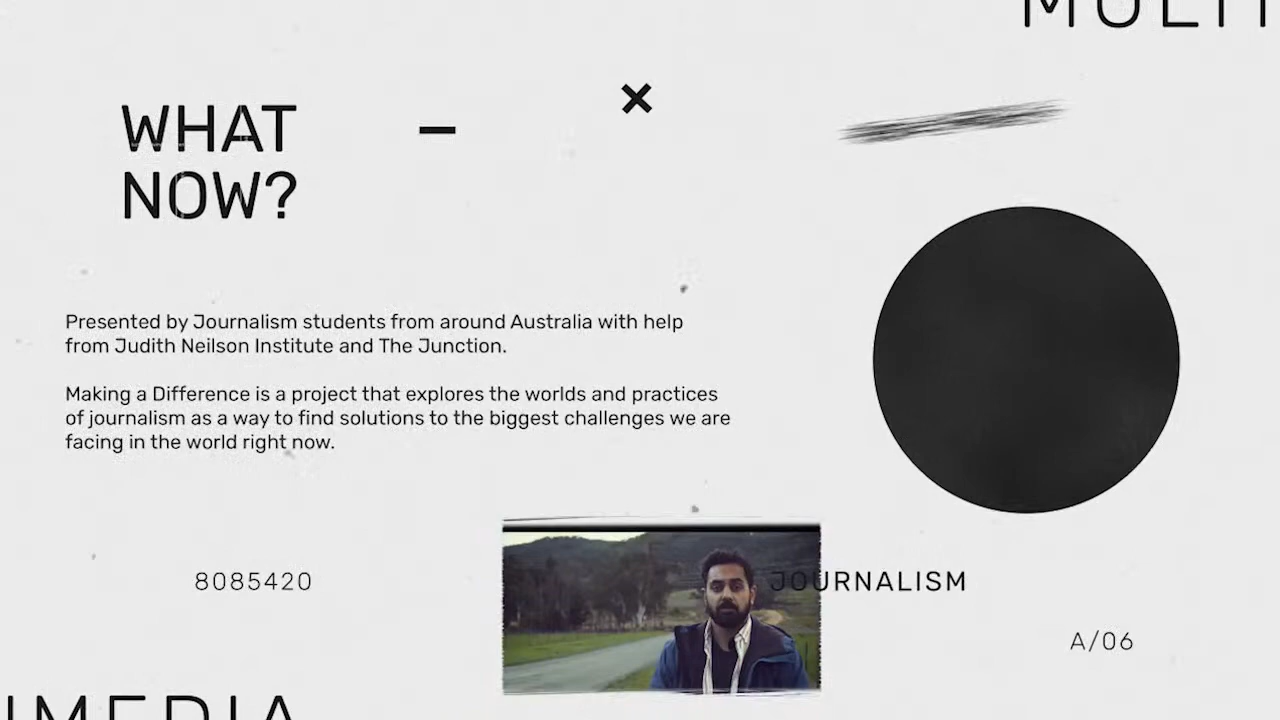 MULTI
WHAT
NOW?
Presented by Journalism students from around Australia with help
from Judith Neilson Institute and The Junction.
Making a Difference is a project that explores the worlds and practices
of journalism as a way to find solutions to the biggest challenges we are
facing in the world right now.
8085420
JOURNALISM
A/06
IMEDIA